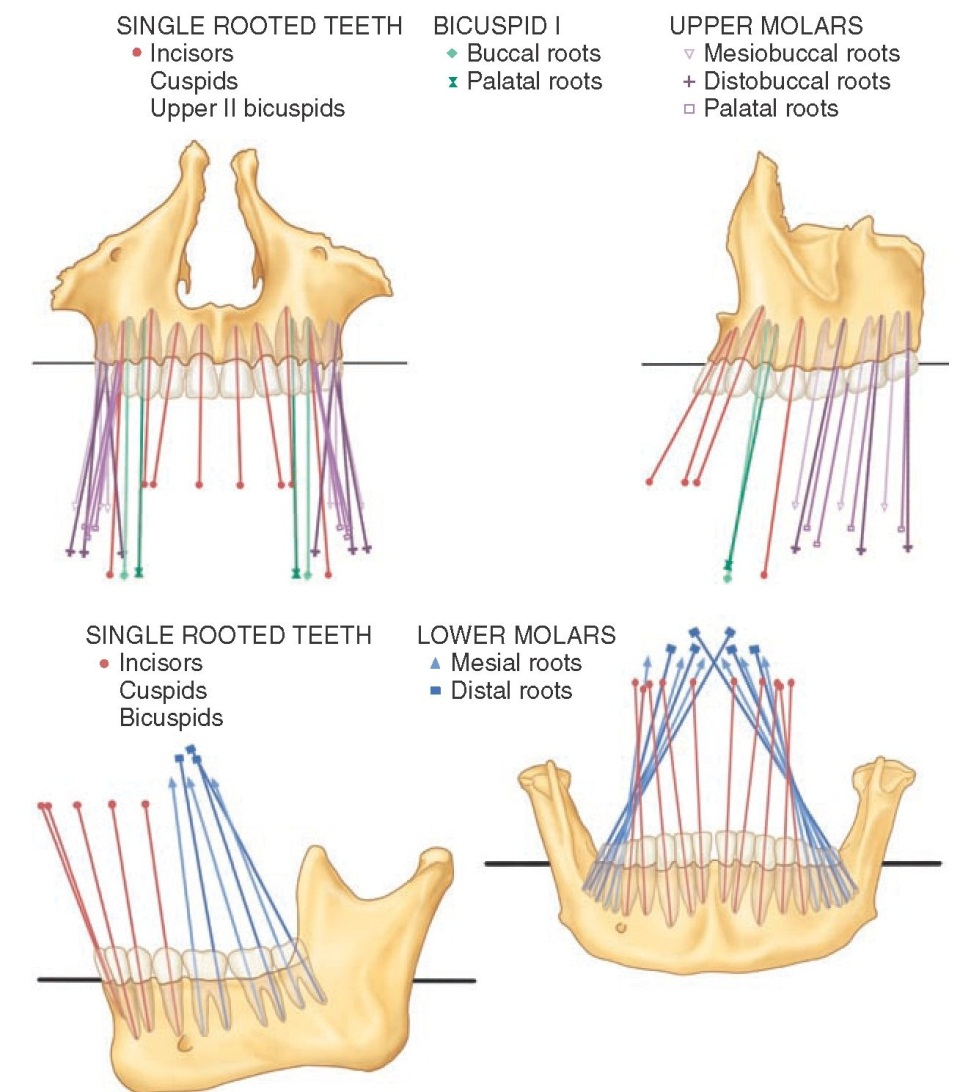 SINGLE ROOTED TEETH
Incisors
Cuspids
Upper II bicuspids
BICUSPID I
Buccal roots
Palatal roots
UPPER MOLARS
Mesiobuccal roots
Distobuccal roots
Palatal roots
SINGLE ROOTED TEETH
Incisors
Cuspids
Bicuspids
LOWER MOLARS
Mesial roots
Distal roots